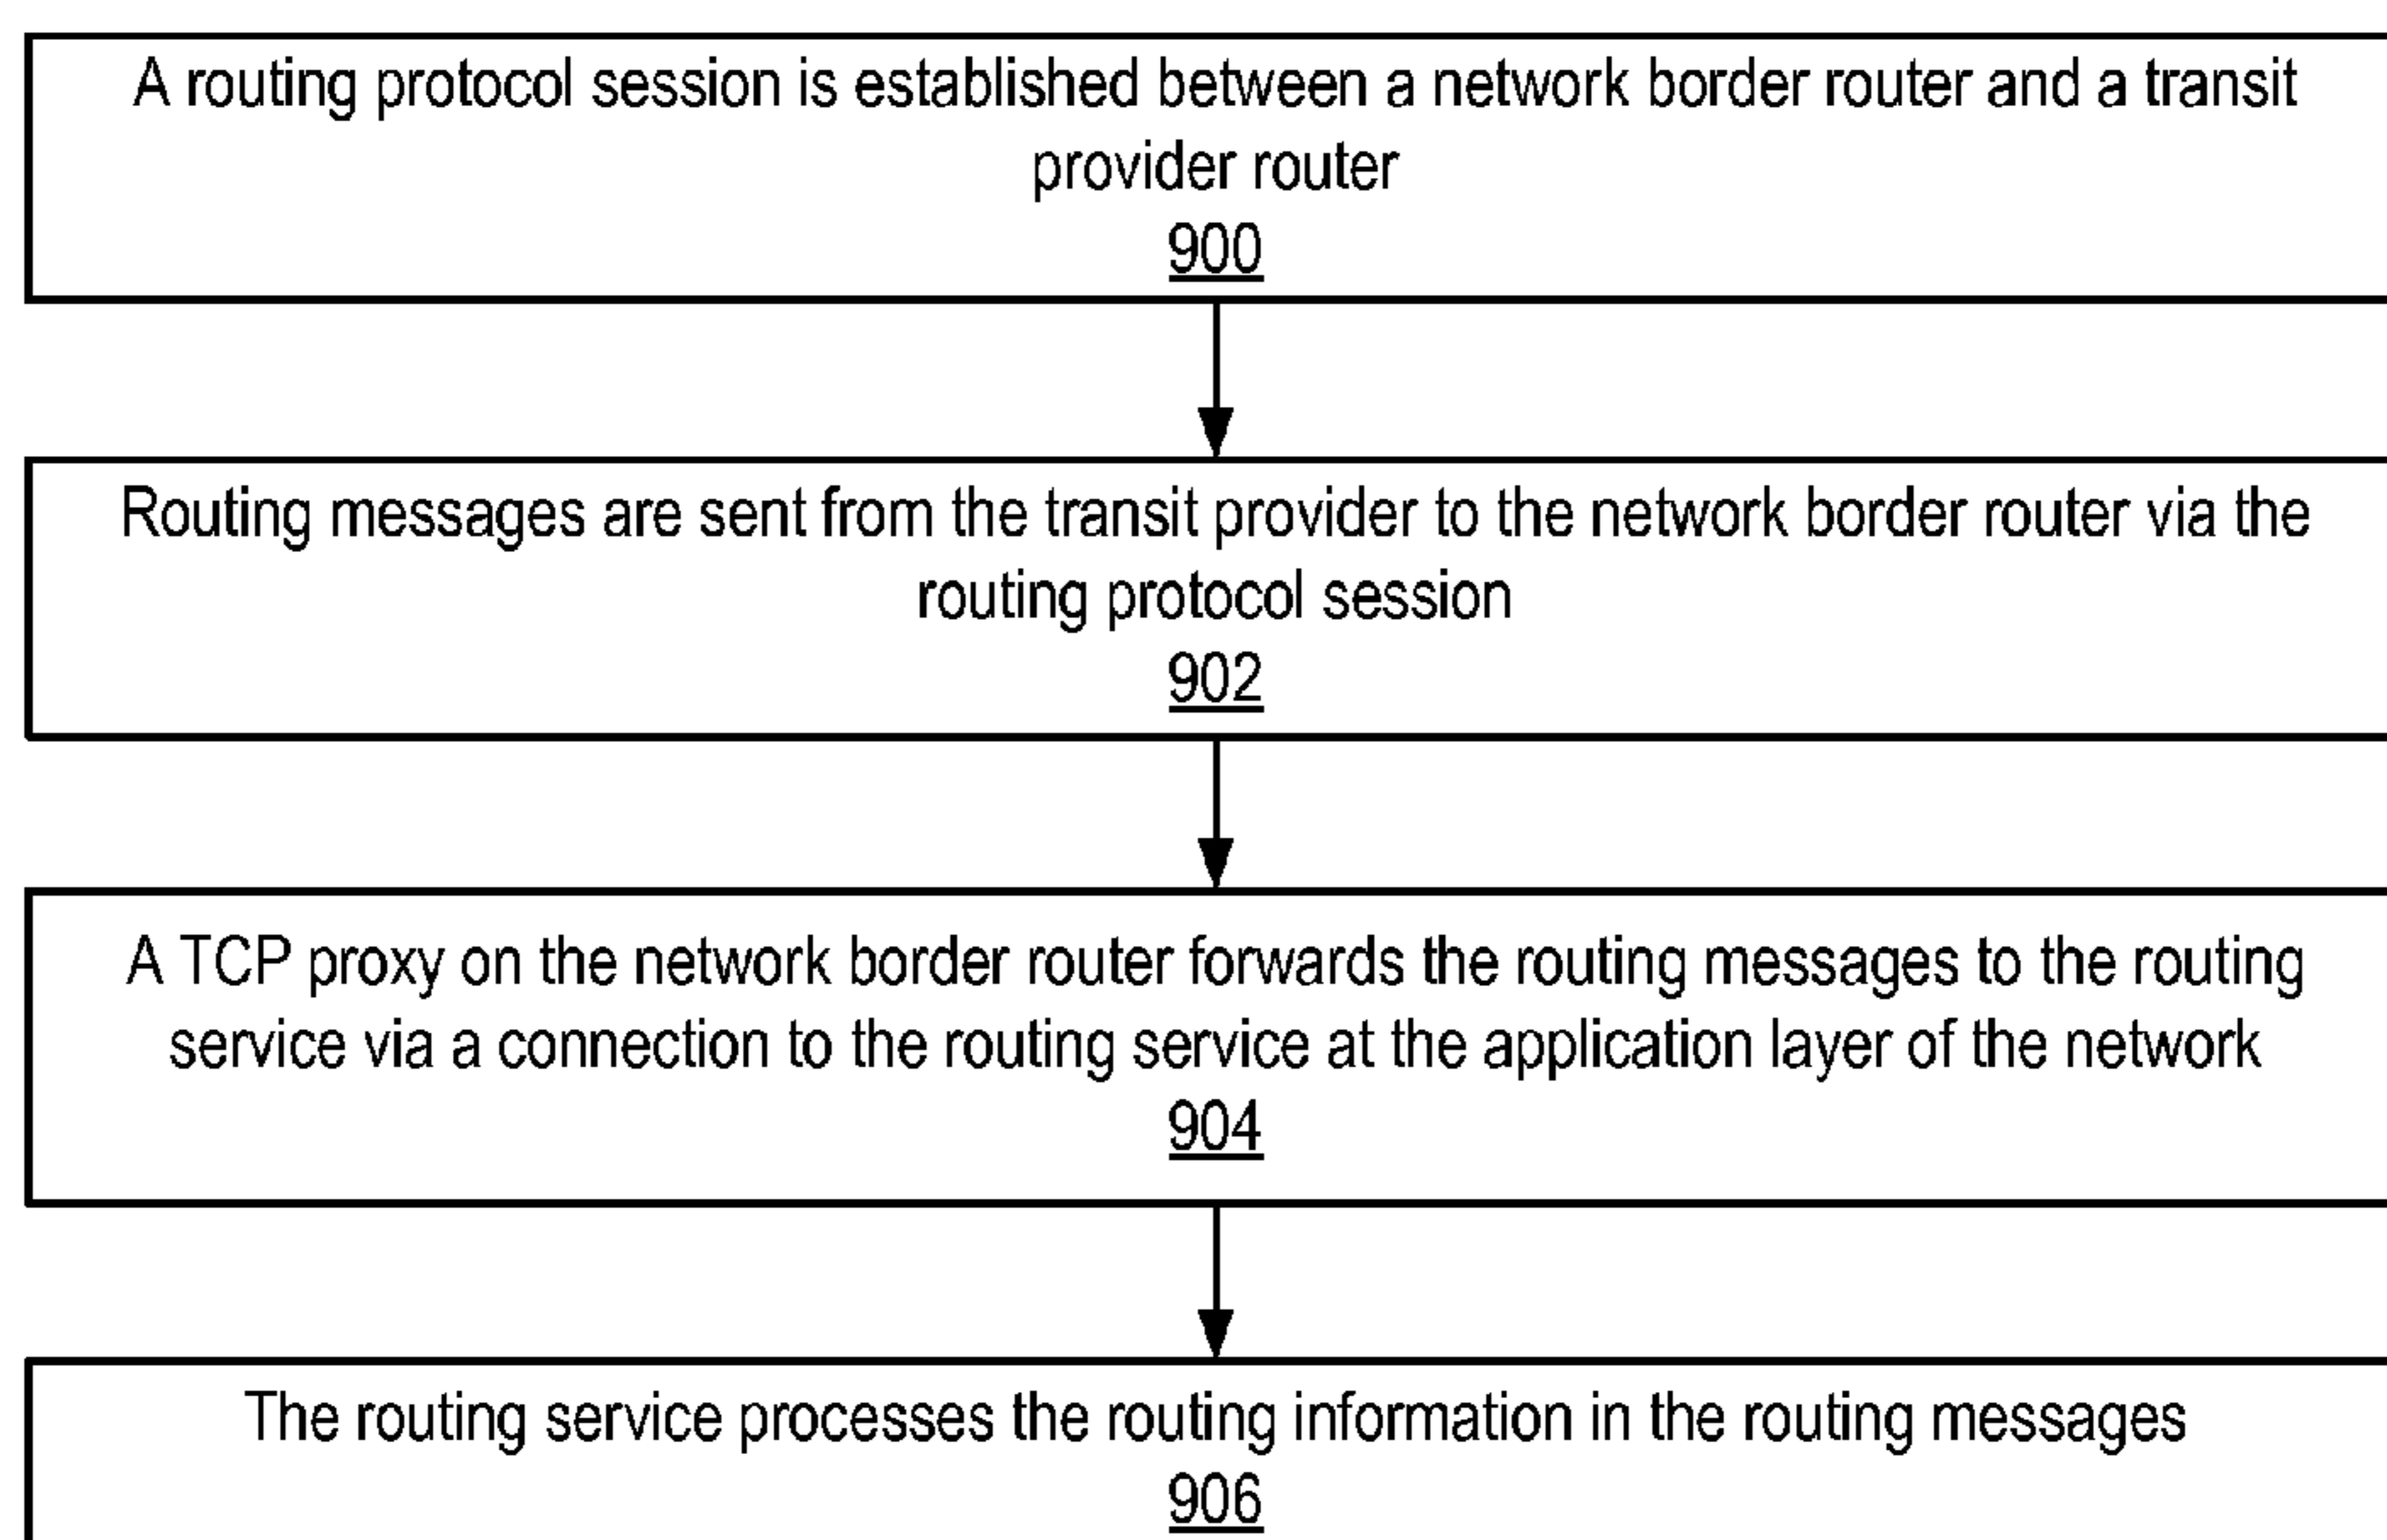 A routing protocol session is established between a network border router and a transit
provider router
900
Routing messages are sent from the transit provider to the network border router via the
routing protocol session
902
A TCP proxy on the network border router forwards the routing messages to the routing
service via a connection to the routing service at the application layer of the network
904
The routing service processes the routing information in the routing messages
906